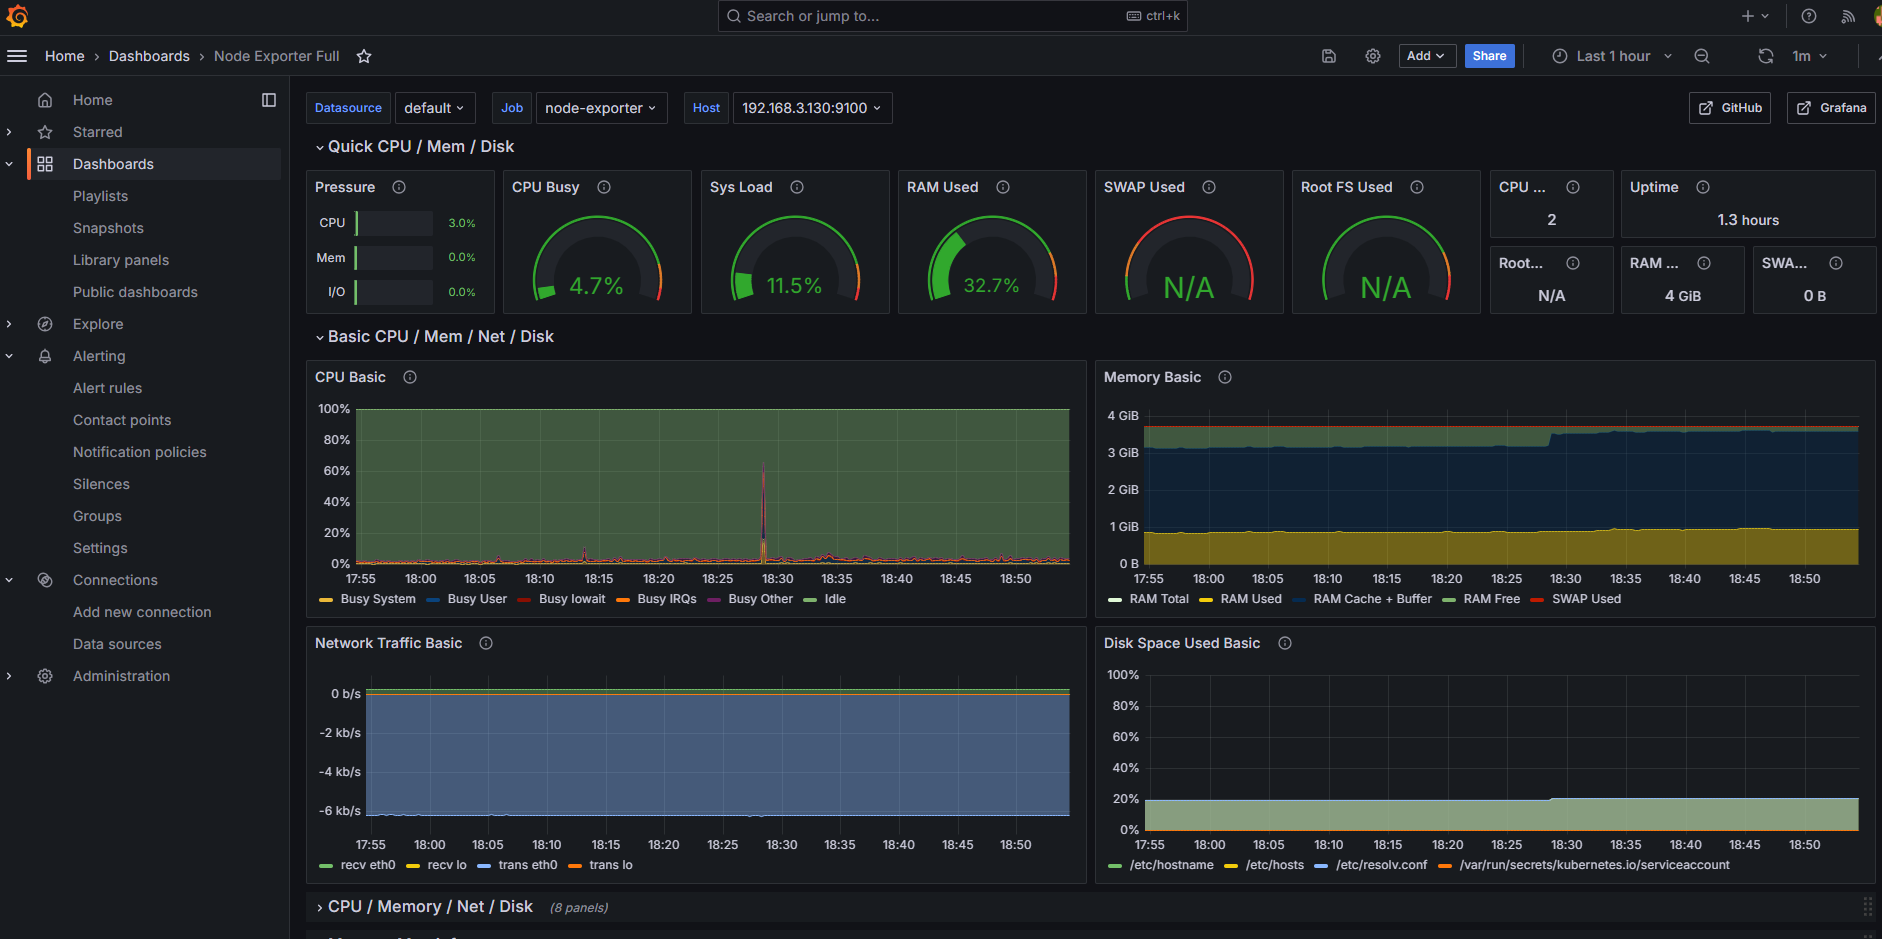 Search or jump to...
ctrl+k
Home › Dashboards › Node Exporter Full
Add
Share
Last 1 hour
1m
Home
Starred
Dashboards
Playlists
Snapshots
Library panels
Public dashboards
Explore
Alerting
Alert rules
Contact points
Notification policies
Silences
Groups
Settings
Connections
Add new connection
Data sources
Administration
Datasource default Job node-exporter Host 192.168.3.130:9100
GitHub
Grafana
Quick CPU / Mem / Disk
Pressure
CPU 3.0%
Mem 0.0%
I/O 0.0%
CPU Busy
4.7%
Sys Load
11.5%
RAM Used
32.7%
SWAP Used
N/A
Root FS Used
N/A
CPU ...
2
Uptime
1.3 hours
Root...
N/A
RAM ...
4 GiB
SWA...
0 B
Basic CPU / Mem / Net / Disk
CPU Basic
100%
80%
60%
40%
20%
0%
17:55 18:00 18:05 18:10 18:15 18:20 18:25 18:30 18:35 18:40 18:45 18:50
Busy System Busy User Busy Iowait Busy IRQs Busy Other Idle
Memory Basic
4 GiB
3 GiB
2 GiB
1 GiB
0 B
17:55 18:00 18:05 18:10 18:15 18:20 18:25 18:30 18:35 18:40 18:45 18:50
RAM Total RAM Used RAM Cache + Buffer RAM Free SWAP Used
Network Traffic Basic
0 b/s
-2 kb/s
-4 kb/s
-6 kb/s
17:55 18:00 18:05 18:10 18:15 18:20 18:25 18:30 18:35 18:40 18:45 18:50
recv eth0 recv lo trans eth0 trans lo
Disk Space Used Basic
100%
80%
60%
40%
20%
0%
17:55 18:00 18:05 18:10 18:15 18:20 18:25 18:30 18:35 18:40 18:45 18:50
/etc/hostname /etc/hosts /etc/resolv.conf /var/run/secrets/kubernetes.io/serviceaccount
CPU / Memory / Net / Disk (8 panels)